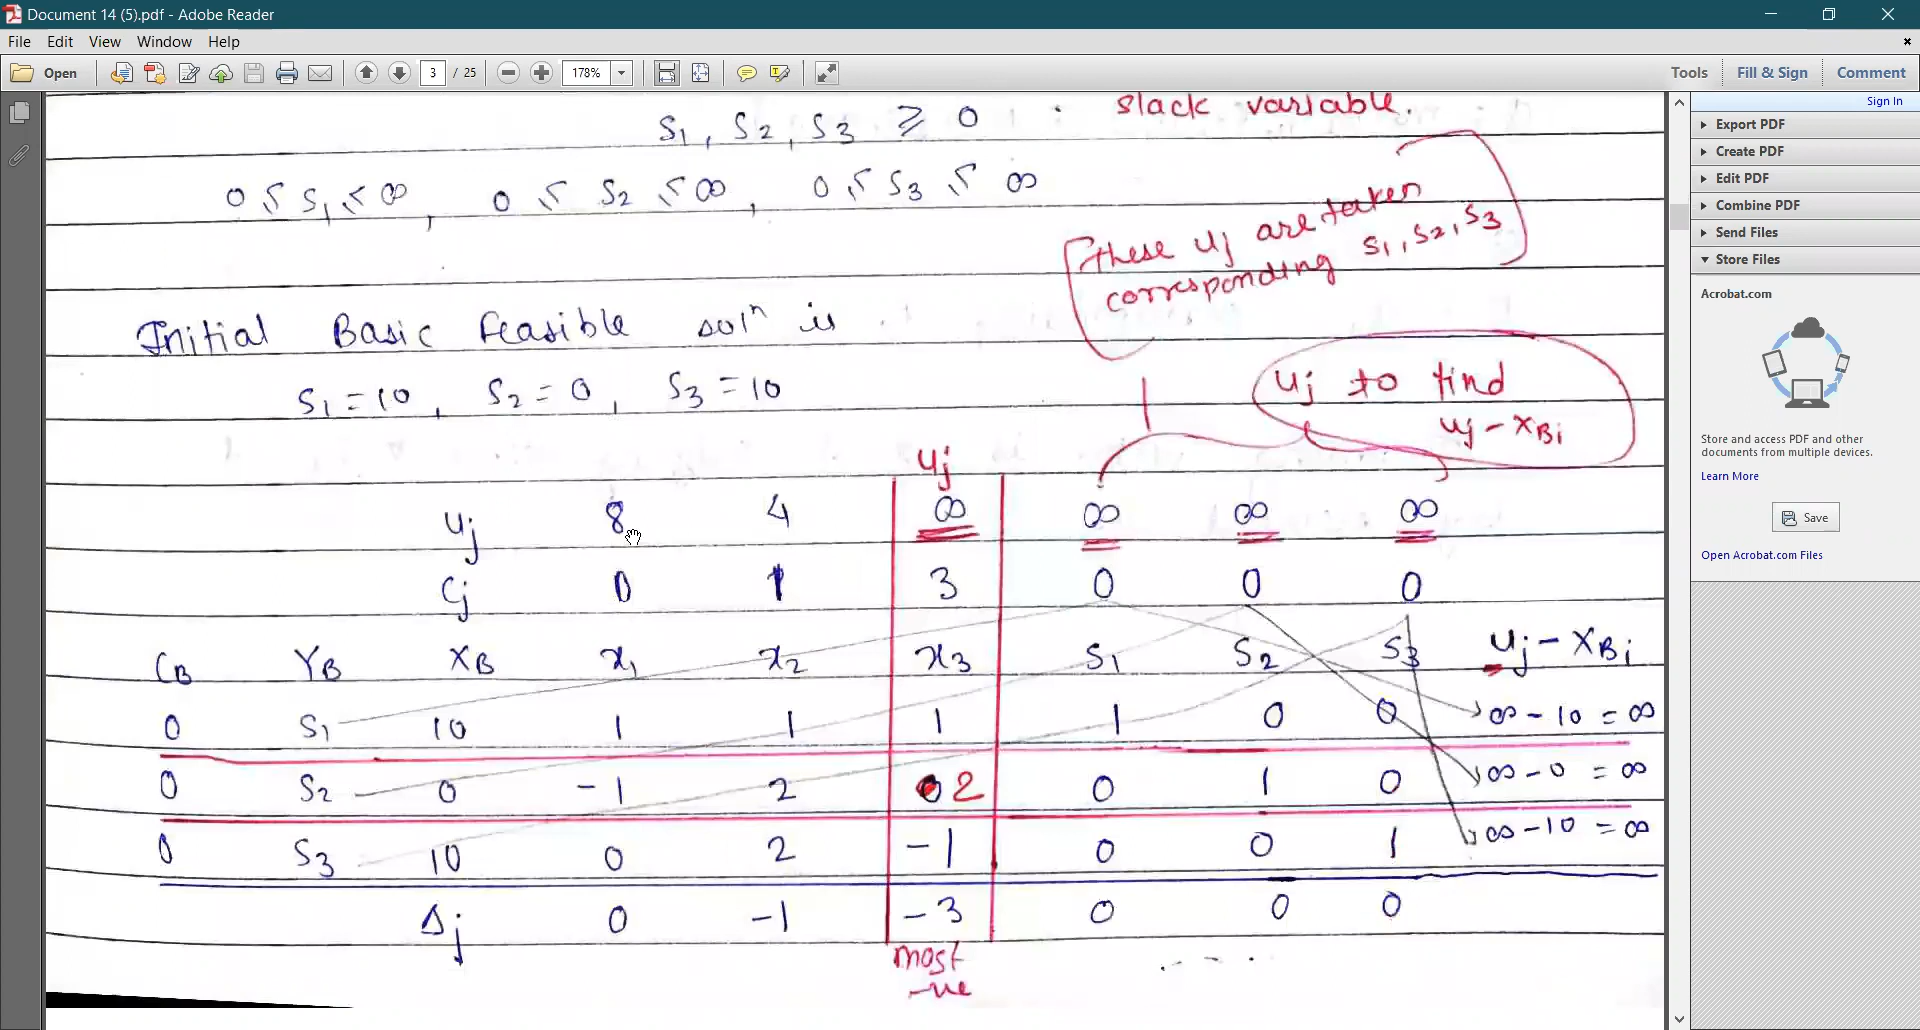 Document 14 (5).pdf - Adobe Reader
File Edit View Window Help
Open 3 / 25 178% Tools Fill & Sign Comment
Sign In
Export PDF
Create PDF
Edit PDF
Combine PDF
Send Files
Store Files
Acrobat.com
Store and access PDF and other
documents from multiple devices.
Learn More
Save
Open Acrobat.com Files
S1, S2, S3 ≥ 0
slack variable.
0 ≤ S1 ≤ ∞, 0 ≤ S2 ≤ ∞, 0 ≤ S3 ≤ ∞
these uj are taken
corresponding S1, S2, S3
Initial Basic Feasible solⁿ is
S1 = 10, S2 = 0, S3 = 10
uj to find
uj - XBi
uj
uj 8 4 ∞ ∞ ∞ ∞
Cj 0 1 3 0 0 0
CB YB XB x1 x2 x3 S1 S2 S3 uj - XBi
0 S1 10 1 1 1 1 0 0 ∞ - 10 = ∞
0 S2 0 -1 2 0 2 0 1 0 ∞ - 0 = ∞
0 S3 10 0 2 -1 0 0 1 ∞ - 10 = ∞
Δj 0 -1 -3 0 0 0
most
-ve